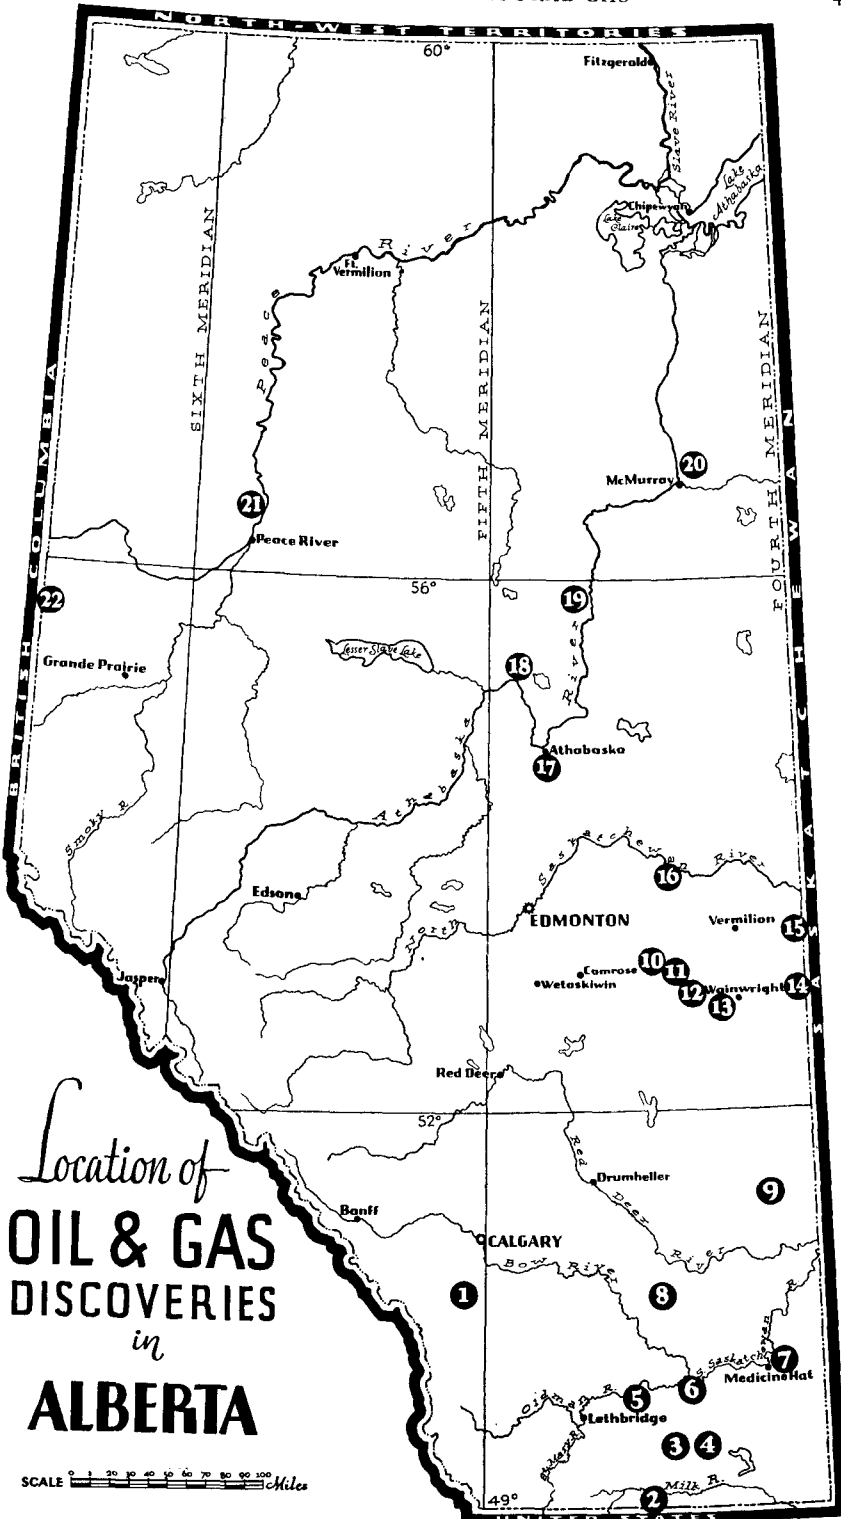 NORTH-WEST TERRITORIES
60°
Fitzgerald
Slave River
Lake Athabaska
Chipewyan
Lake Claire
Peace River
Ft. Vermilion
SIXTH MERIDIAN
FIFTH MERIDIAN
FOURTH MERIDIAN
BRITISH COLUMBIA
SASKATCHEWAN
20
McMurray
21
Peace River
56°
22
19
Lesser Slave Lake
18
Grande Prairie
River
Athabaska
17
Athabaska
Smoky R.
North Saskatchewan River
16
Edson
EDMONTON
Vermilion
15
Jasper
Camrose
10
11
Wetaskiwin
12
Wainwright
14
13
Red Deer
52°
Red Deer River
Drumheller
9
Banff
CALGARY
Bow River
1
8
S. Saskatchewan R.
7
Medicine Hat
6
5
Oldman R.
Lethbridge
St. Mary R.
3
4
Milk R.
2
49°
UNITED STATES
Location of
OIL & GAS
DISCOVERIES
in
ALBERTA
SCALE 0 10 20 30 40 50 60 70 80 90 100 Miles